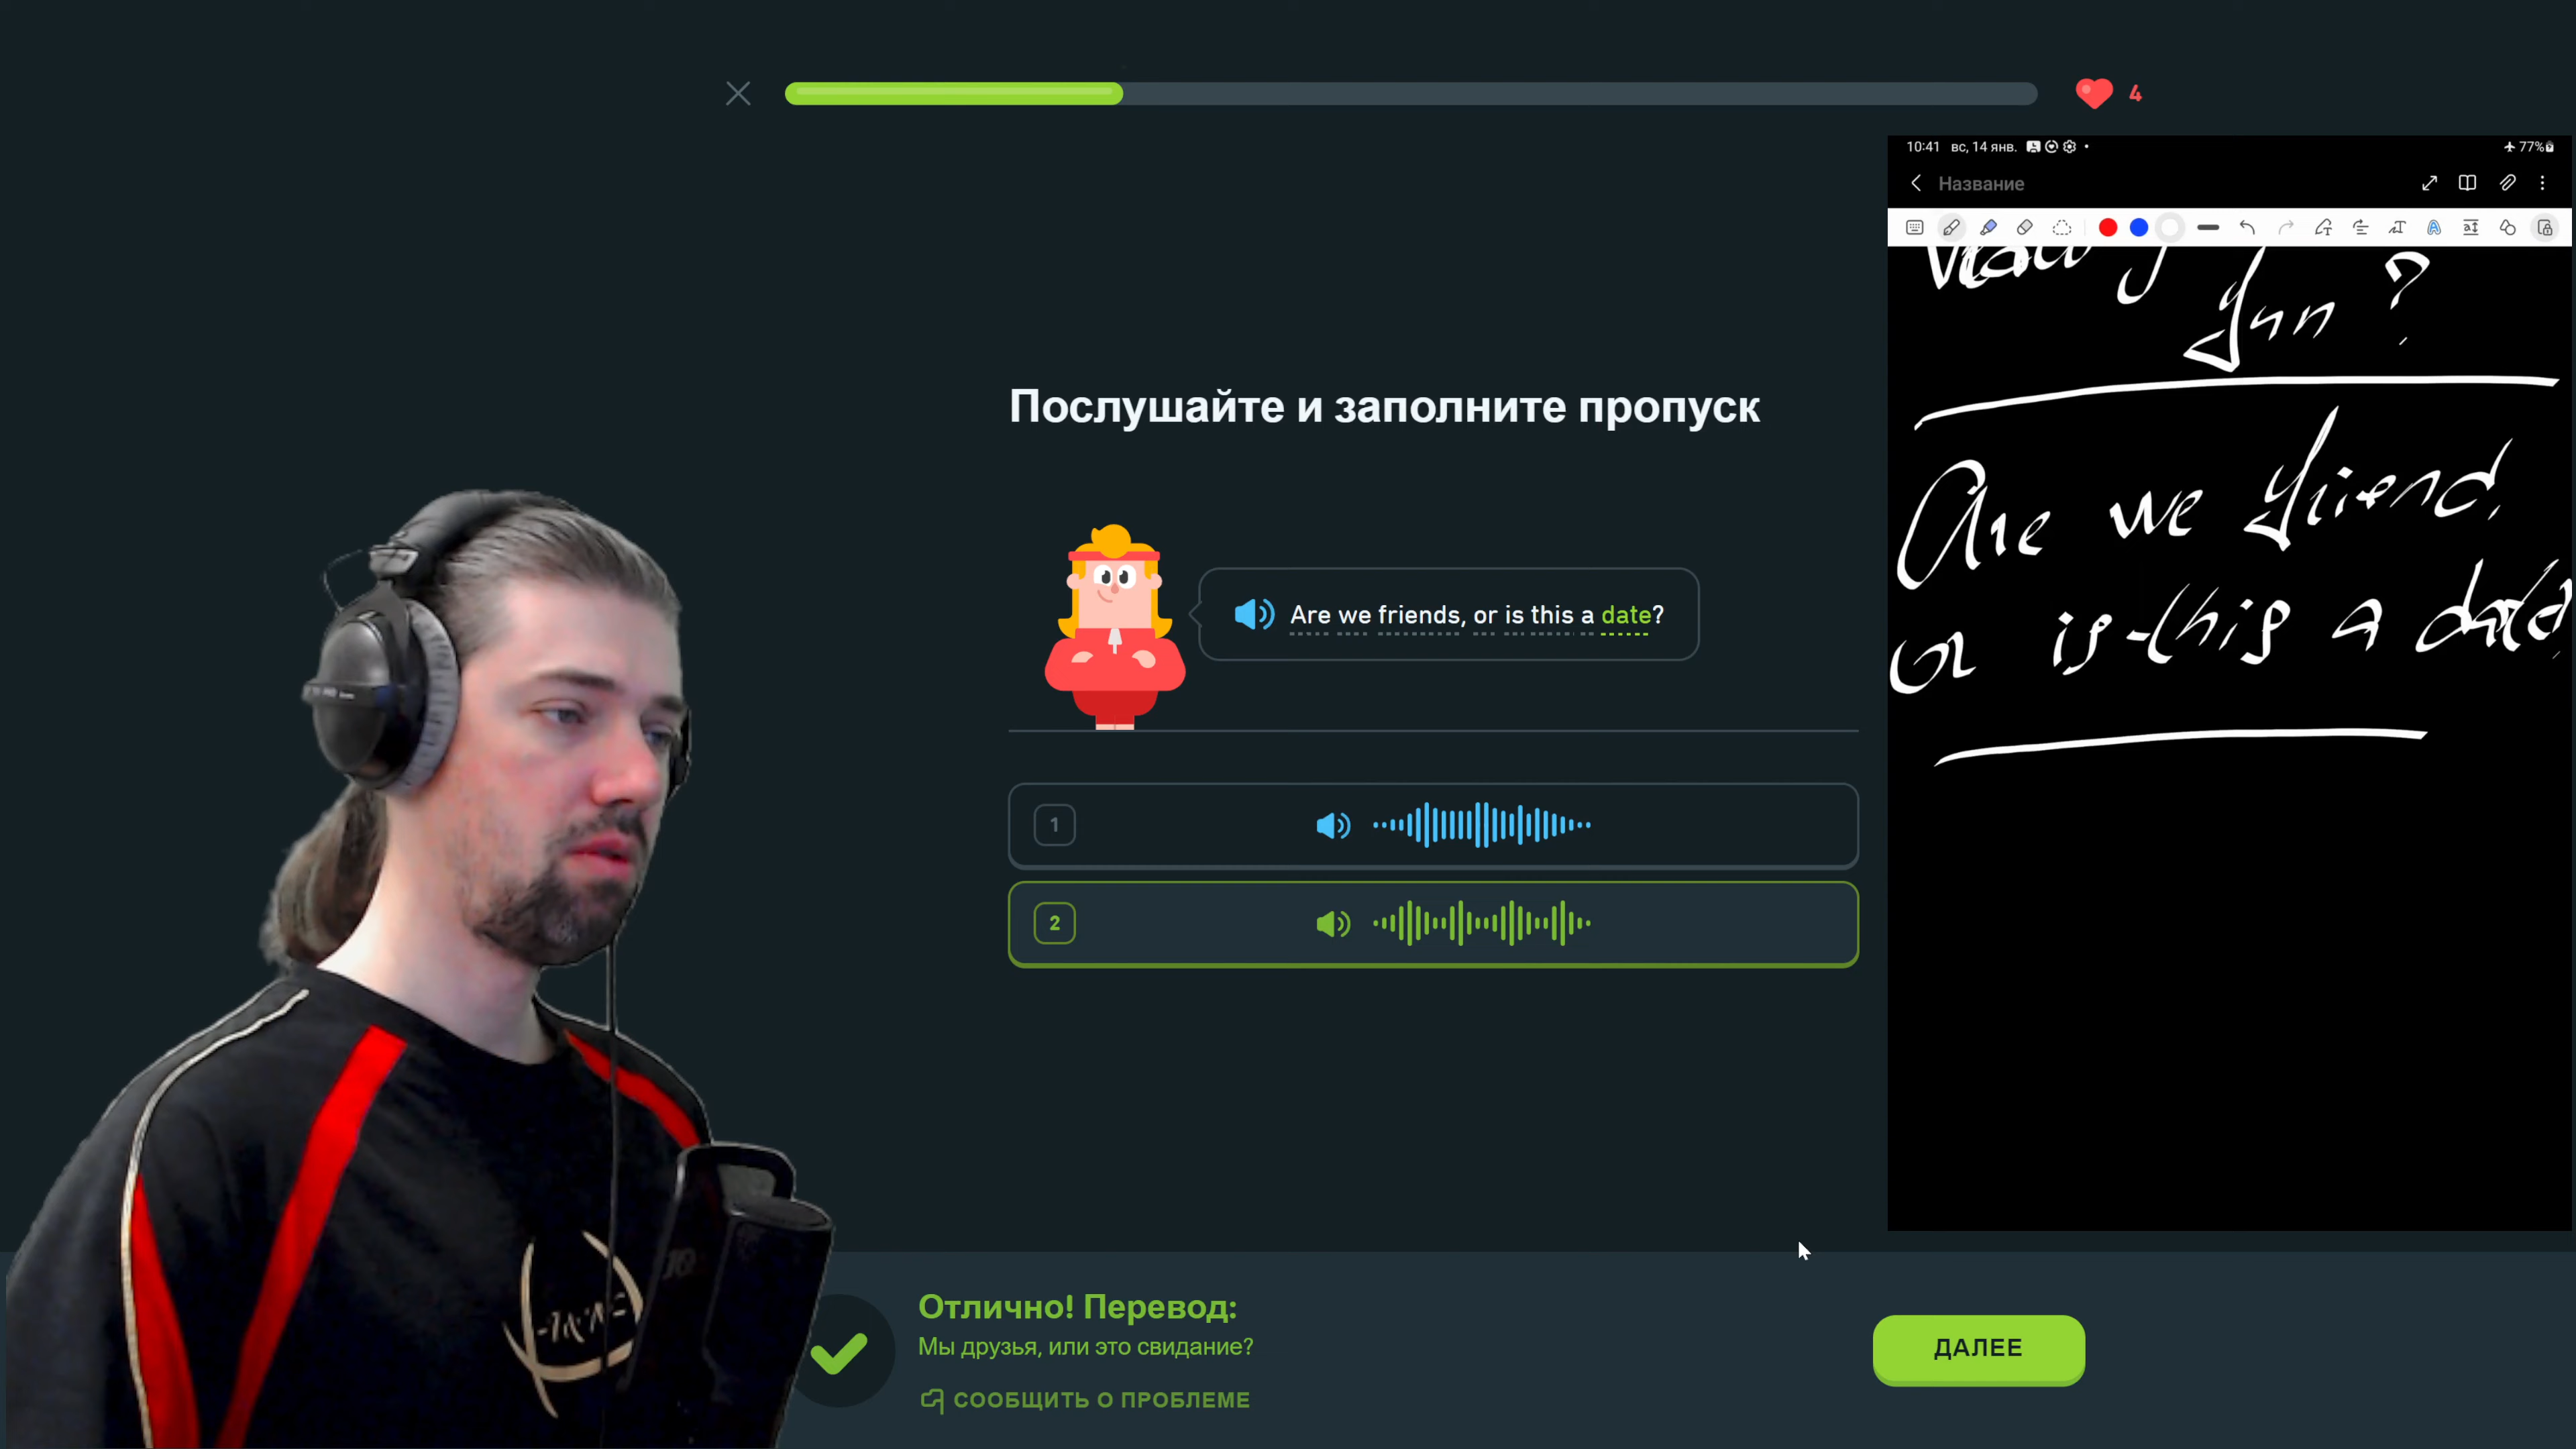 4
10:41 вс, 14 янв. 77%
Название
?
Послушайте и заполните пропуск
Are we friend,
or is this a date
Are we friends, or is this a date?
1
2
Отлично! Перевод:
Мы друзья, или это свидание?
СООБЩИТЬ О ПРОБЛЕМЕ
ДАЛЕЕ